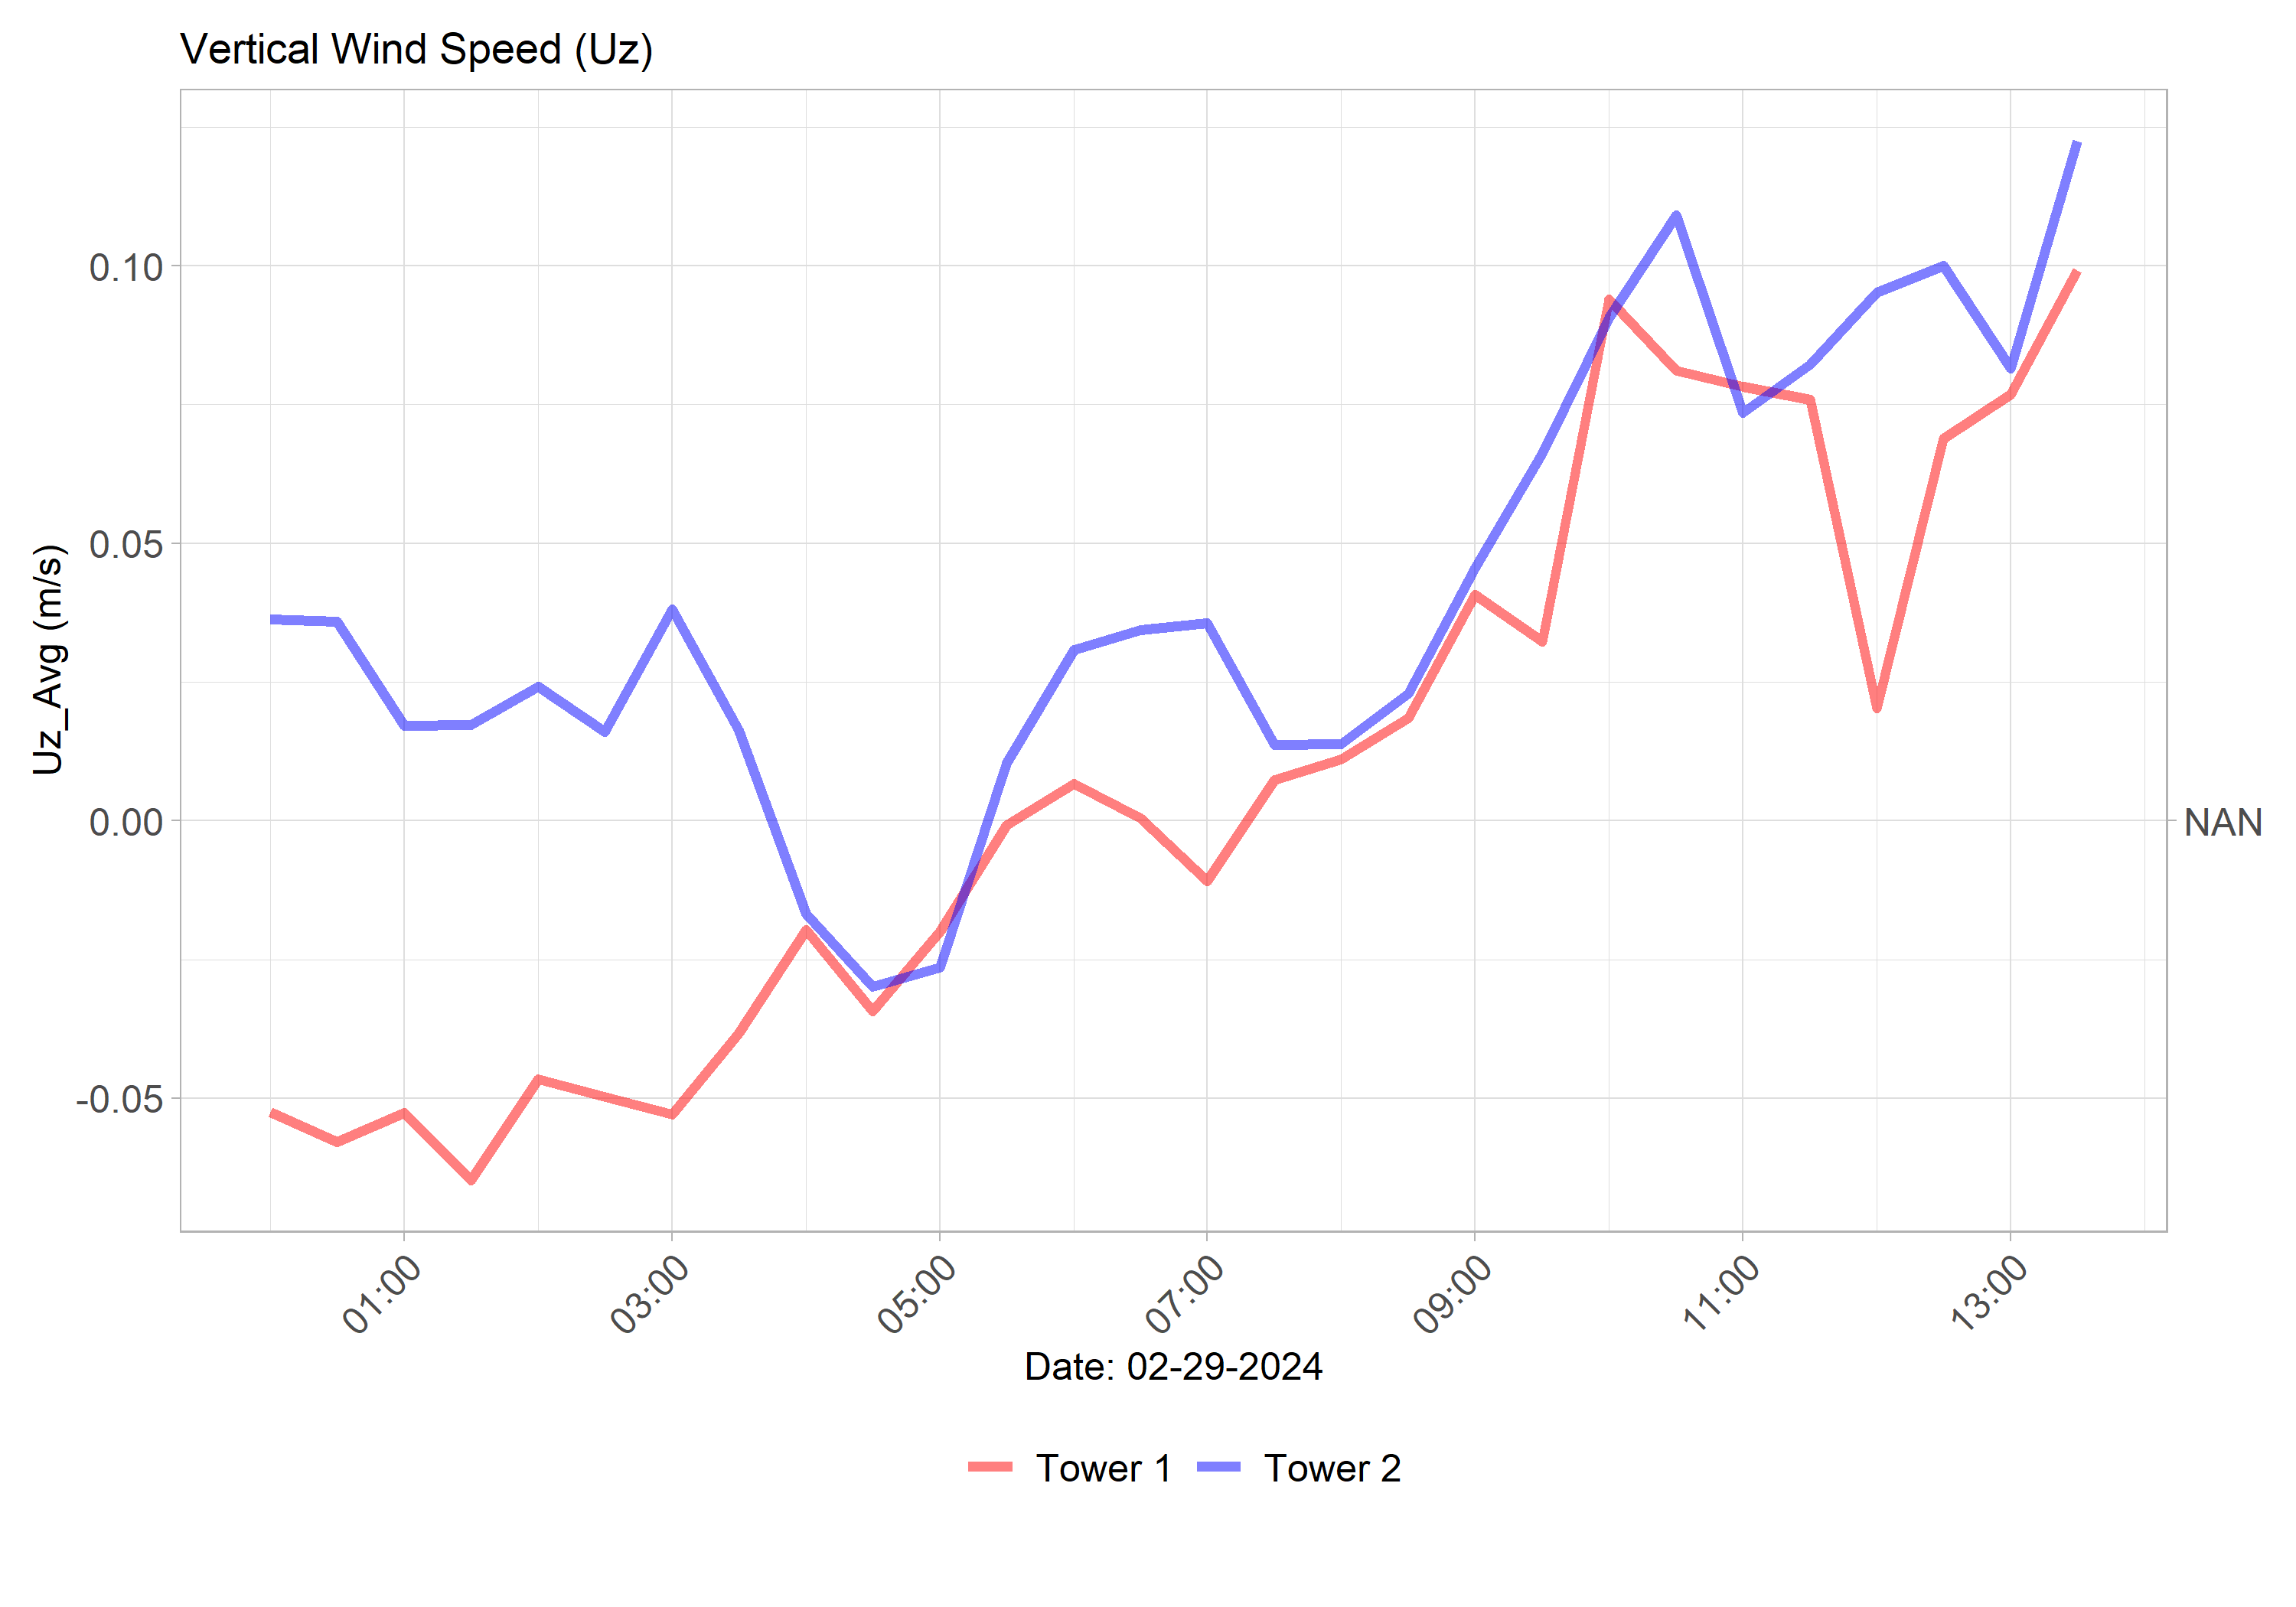 Vertical Wind Speed (Uz)
Uz_Avg (m/s)
0.10
0.05
0.00
-0.05
NAN
01:00
03:00
05:00
07:00
09:00
11:00
13:00
Date: 02-29-2024
Tower 1
Tower 2